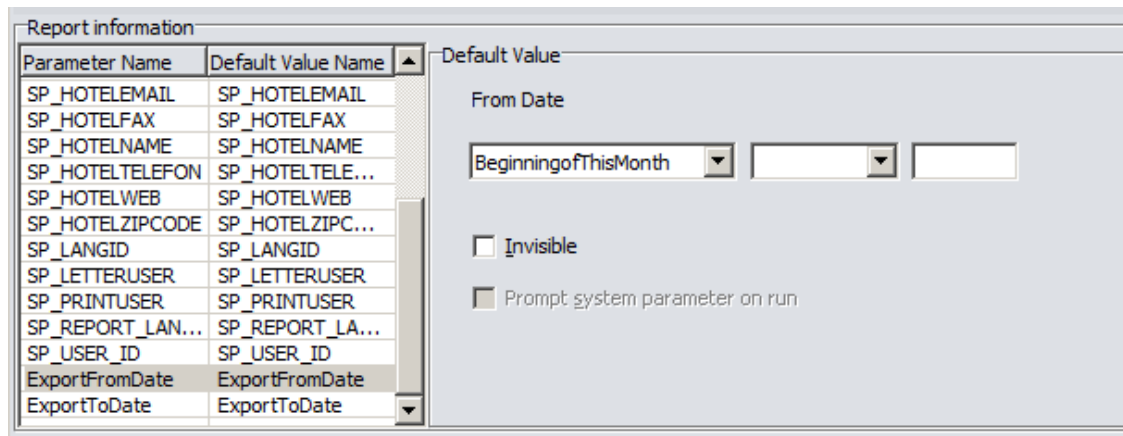 Report information
Parameter Name Default Value Name
SP_HOTELEMAIL SP_HOTELEMAIL
SP_HOTELFAX SP_HOTELFAX
SP_HOTELNAME SP_HOTELNAME
SP_HOTELTELEFON SP_HOTELTELE...
SP_HOTELWEB SP_HOTELWEB
SP_HOTELZIPCODE SP_HOTELZIPC...
SP_LANGID SP_LANGID
SP_LETTERUSER SP_LETTERUSER
SP_PRINTUSER SP_PRINTUSER
SP_REPORT_LAN... SP_REPORT_LA...
SP_USER_ID SP_USER_ID
ExportFromDate ExportFromDate
ExportToDate ExportToDate
Default Value
From Date
BeginningofThisMonth
Invisible
Prompt system parameter on run